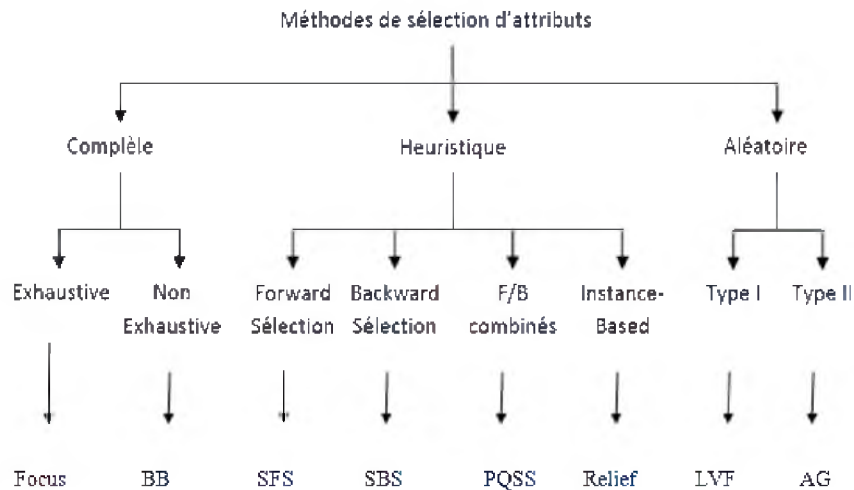 Méthodes de sélection d'attributs
Complèle
Heuristique
Aléatoire
Exhaustive
Non
Exhaustive
Forward
Sélection
Backward
Sélection
F/B
combinés
Instance-
Based
Type I
Type II
Focus
BB
SFS
SBS
PQSS
Relief
LVF
AG